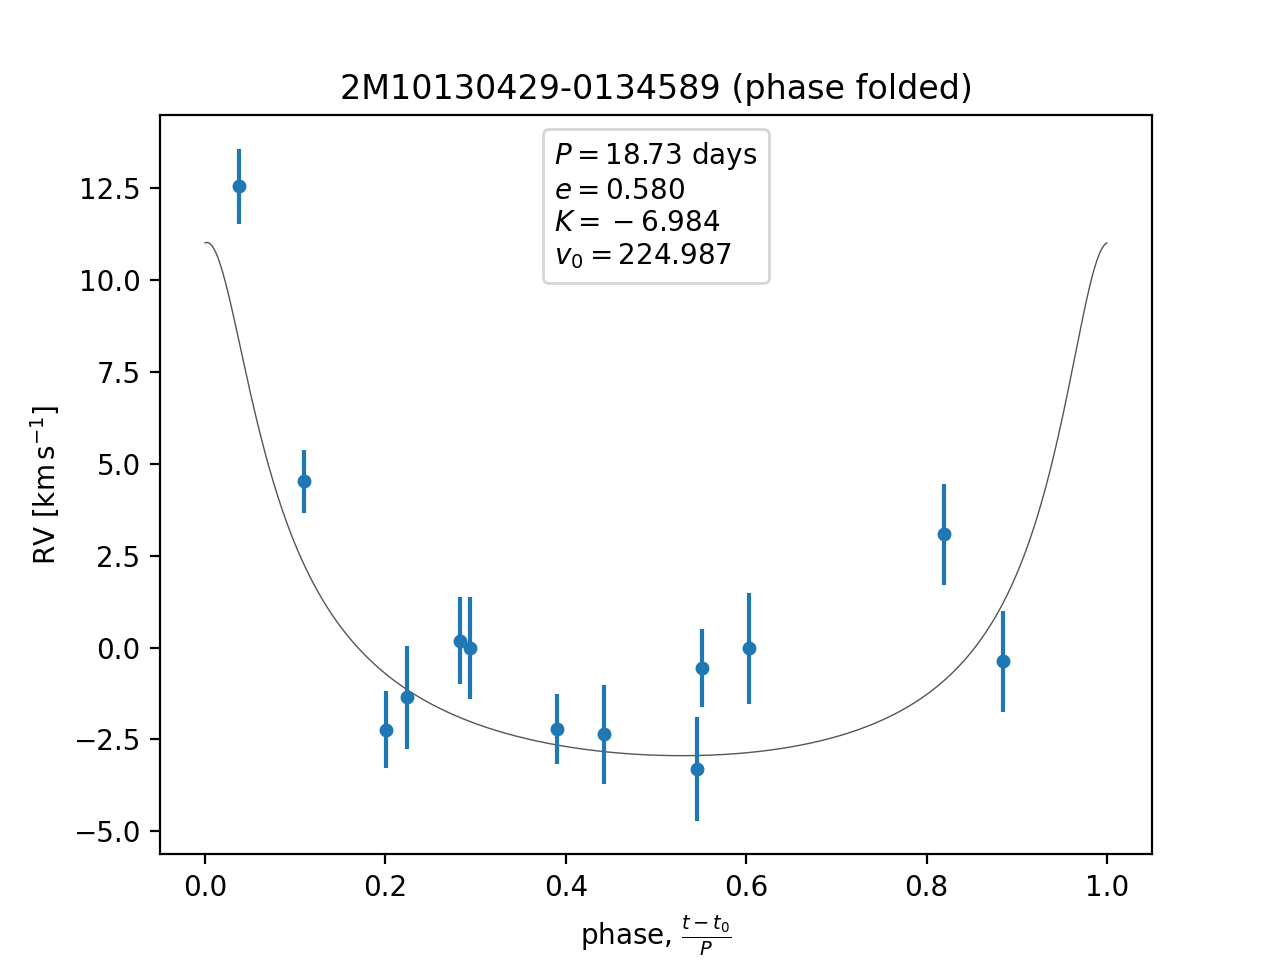 2M10130429-0134589 (phase folded)
P = 18.73 days
e = 0.580
K = −6.984
v₀ = 224.987
12.5
10.0
7.5
5.0
2.5
0.0
−2.5
−5.0
RV [km s⁻¹]
0.0 0.2 0.4 0.6 0.8 1.0
phase, (t − t₀)/P